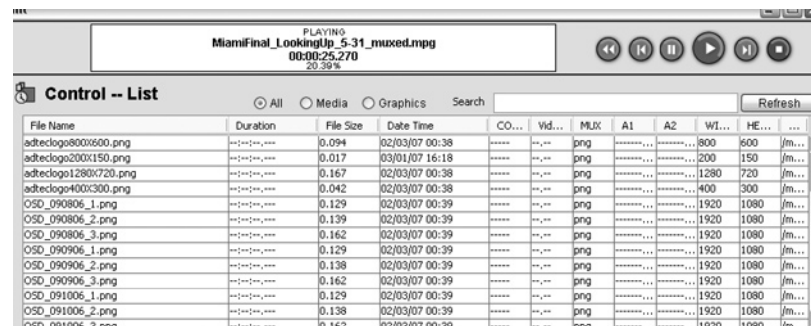 PLAYING
MiamiFinal_LookingUp_5-31_muxed.mpg
00:00:25.270
20.39%
Control -- List
All Media Graphics Search Refresh
File Name Duration File Size Date Time CO... Vid... MUX A1 A2 WI... HE... ...
adteclogo800X600.png --:--:--.--- 0.094 02/03/07 00:38 ----- --.-- png -------... -------... 800 600 /m...
adteclogo200X150.png --:--:--.--- 0.017 03/01/07 16:18 ----- --.-- png -------... -------... 200 150 /m...
adteclogo1280X720.png --:--:--.--- 0.167 02/03/07 00:38 ----- --.-- png -------... -------... 1280 720 /m...
adteclogo400X300.png --:--:--.--- 0.042 02/03/07 00:38 ----- --.-- png -------... -------... 400 300 /m...
OSD_090806_1.png --:--:--.--- 0.129 02/03/07 00:39 ----- --.-- png -------... -------... 1920 1080 /m...
OSD_090806_2.png --:--:--.--- 0.139 02/03/07 00:39 ----- --.-- png -------... -------... 1920 1080 /m...
OSD_090806_3.png --:--:--.--- 0.162 02/03/07 00:39 ----- --.-- png -------... -------... 1920 1080 /m...
OSD_090906_1.png --:--:--.--- 0.129 02/03/07 00:39 ----- --.-- png -------... -------... 1920 1080 /m...
OSD_090906_2.png --:--:--.--- 0.138 02/03/07 00:39 ----- --.-- png -------... -------... 1920 1080 /m...
OSD_090906_3.png --:--:--.--- 0.162 02/03/07 00:39 ----- --.-- png -------... -------... 1920 1080 /m...
OSD_091006_1.png --:--:--.--- 0.129 02/03/07 00:39 ----- --.-- png -------... -------... 1920 1080 /m...
OSD_091006_2.png --:--:--.--- 0.138 02/03/07 00:39 ----- --.-- png -------... -------... 1920 1080 /m...